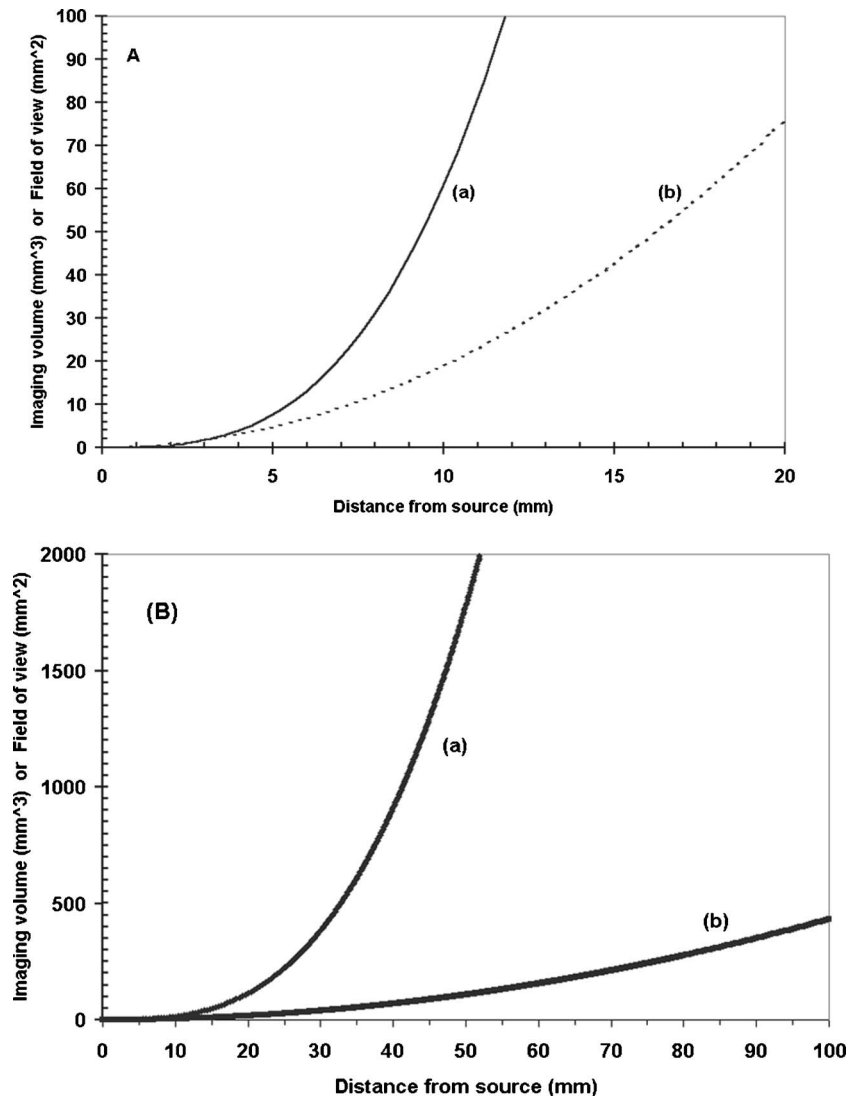 A
100
90
80
70
60
50
40
30
20
10
0
Imaging volume (mm^3) or Field of view (mm^2)
(a)
(b)
0 5 10 15 20
Distance from source (mm)
(B)
2000
1500
1000
500
0
Imaging volume (mm^3) or Field of view (mm^2)
(a)
(b)
0 10 20 30 40 50 60 70 80 90 100
Distance from source (mm)